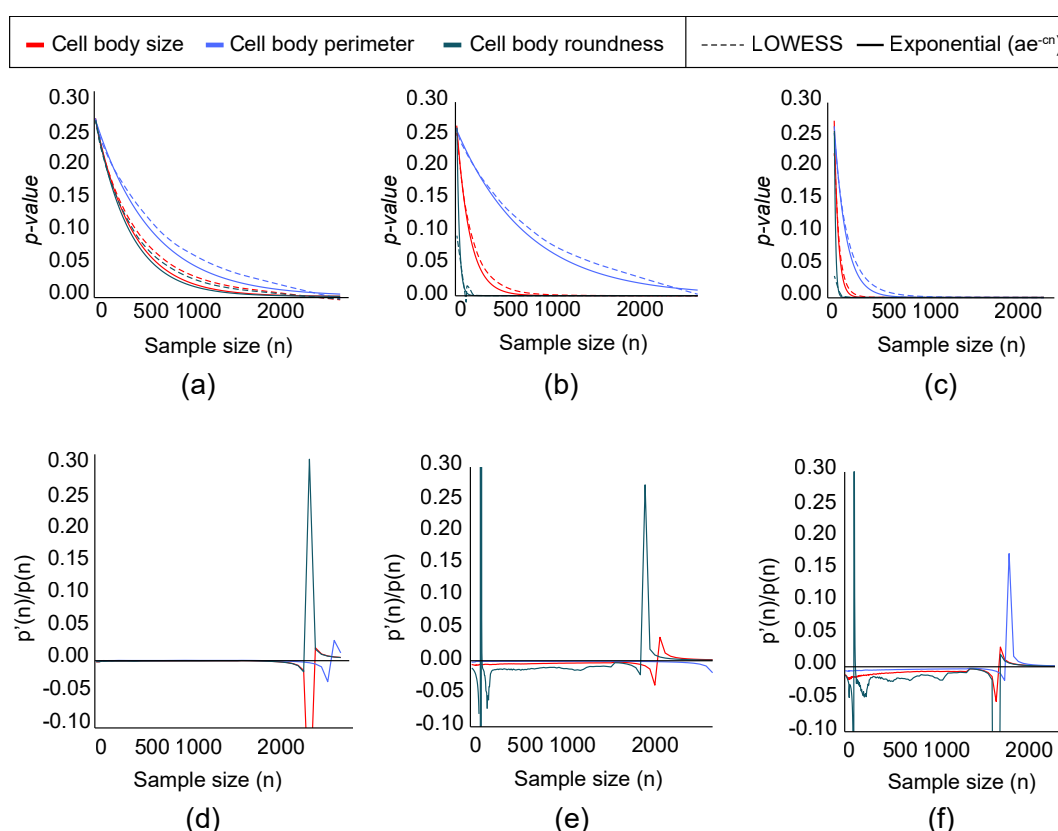 Cell body size Cell body perimeter Cell body roundness LOWESS Exponential (ae⁻ᶜⁿ)
0.30 0.30 0.30
0.25 0.25 0.25
0.20 0.20 0.20
0.15 0.15 0.15
0.10 0.10 0.10
0.05 0.05 0.05
0.00 0.00 0.00
p-value p-value p-value
0 500 1000 2000 0 500 1000 2000 0 500 1000 2000
Sample size (n) Sample size (n) Sample size (n)
(a) (b) (c)
0.30 0.30 0.30
0.25 0.25 0.25
0.20 0.20 0.20
0.15 0.15 0.15
0.10 0.10 0.10
0.05 0.05 0.05
0.00 0.00 0.00
-0.05 -0.05 -0.05
-0.10 -0.10 -0.10
p'(n)/p(n) p'(n)/p(n) p'(n)/p(n)
0 500 1000 2000 0 500 1000 2000 0 500 1000 2000
Sample size (n) Sample size (n) Sample size (n)
(d) (e) (f)